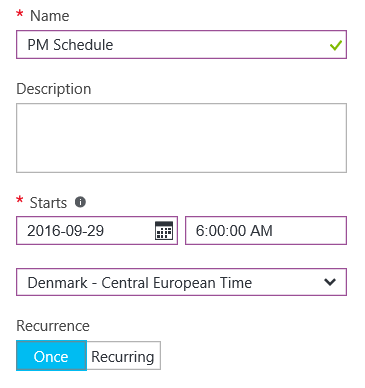 * Name
PM Schedule
Description
* Starts
2016-09-29 6:00:00 AM
Denmark - Central European Time
Recurrence
Once Recurring